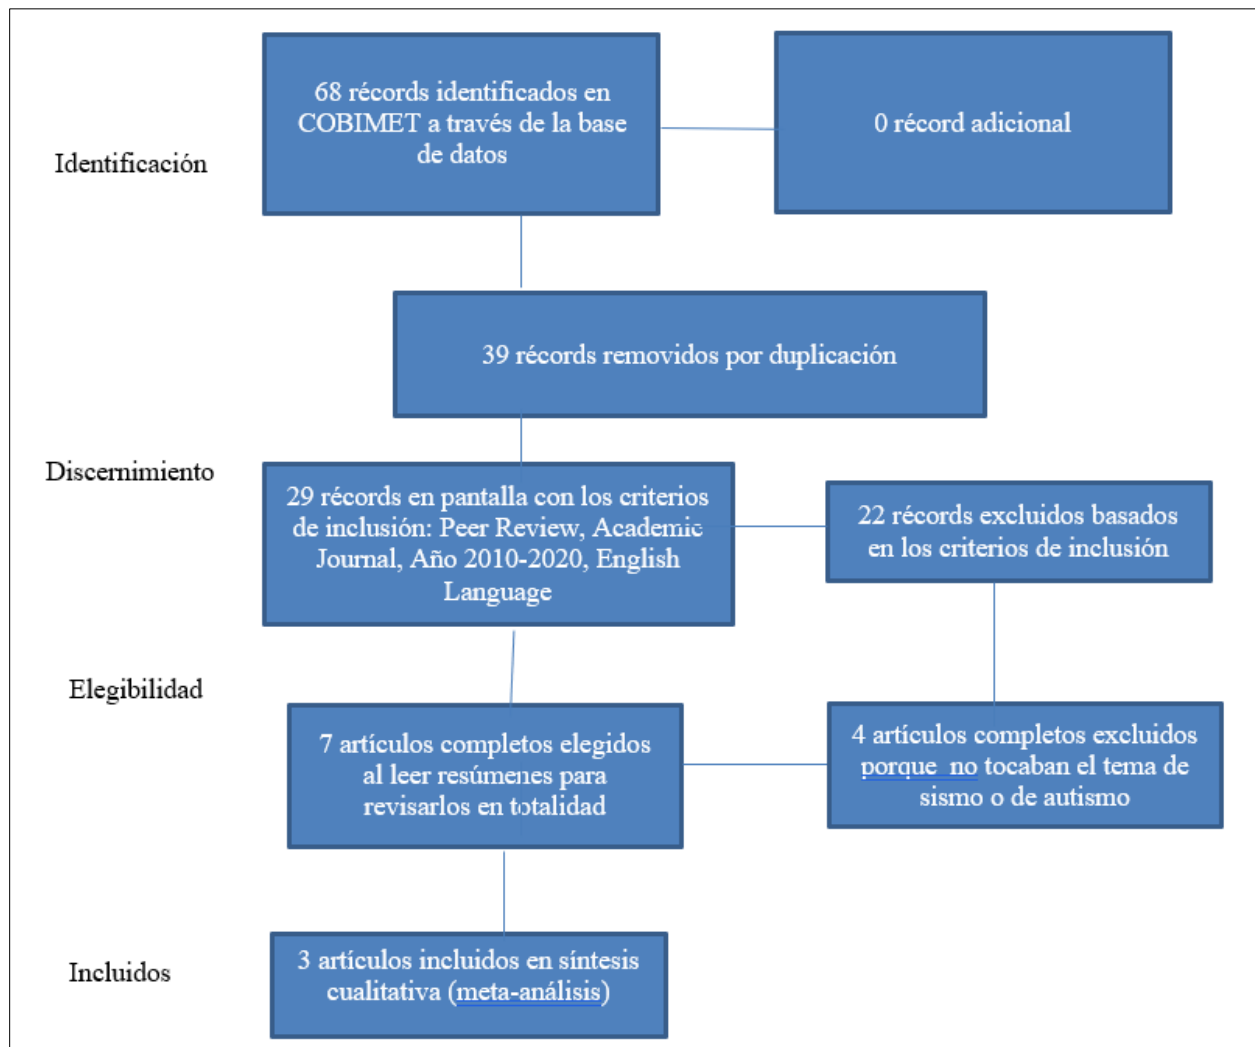 68 récords identificados en
COBIMET a través de la base
de datos
0 récord adicional
Identificación
39 récords removidos por duplicación
Discernimiento
29 récords en pantalla con los criterios
de inclusión: Peer Review, Academic
Journal, Año 2010-2020, English
Language
22 récords excluidos basados
en los criterios de inclusión
Elegibilidad
7 artículos completos elegidos
al leer resúmenes para
revisarlos en totalidad
4 artículos completos excluidos
porque  no tocaban el tema de
sismo o de autismo
Incluidos
3 artículos incluidos en síntesis
cualitativa (meta-análisis)